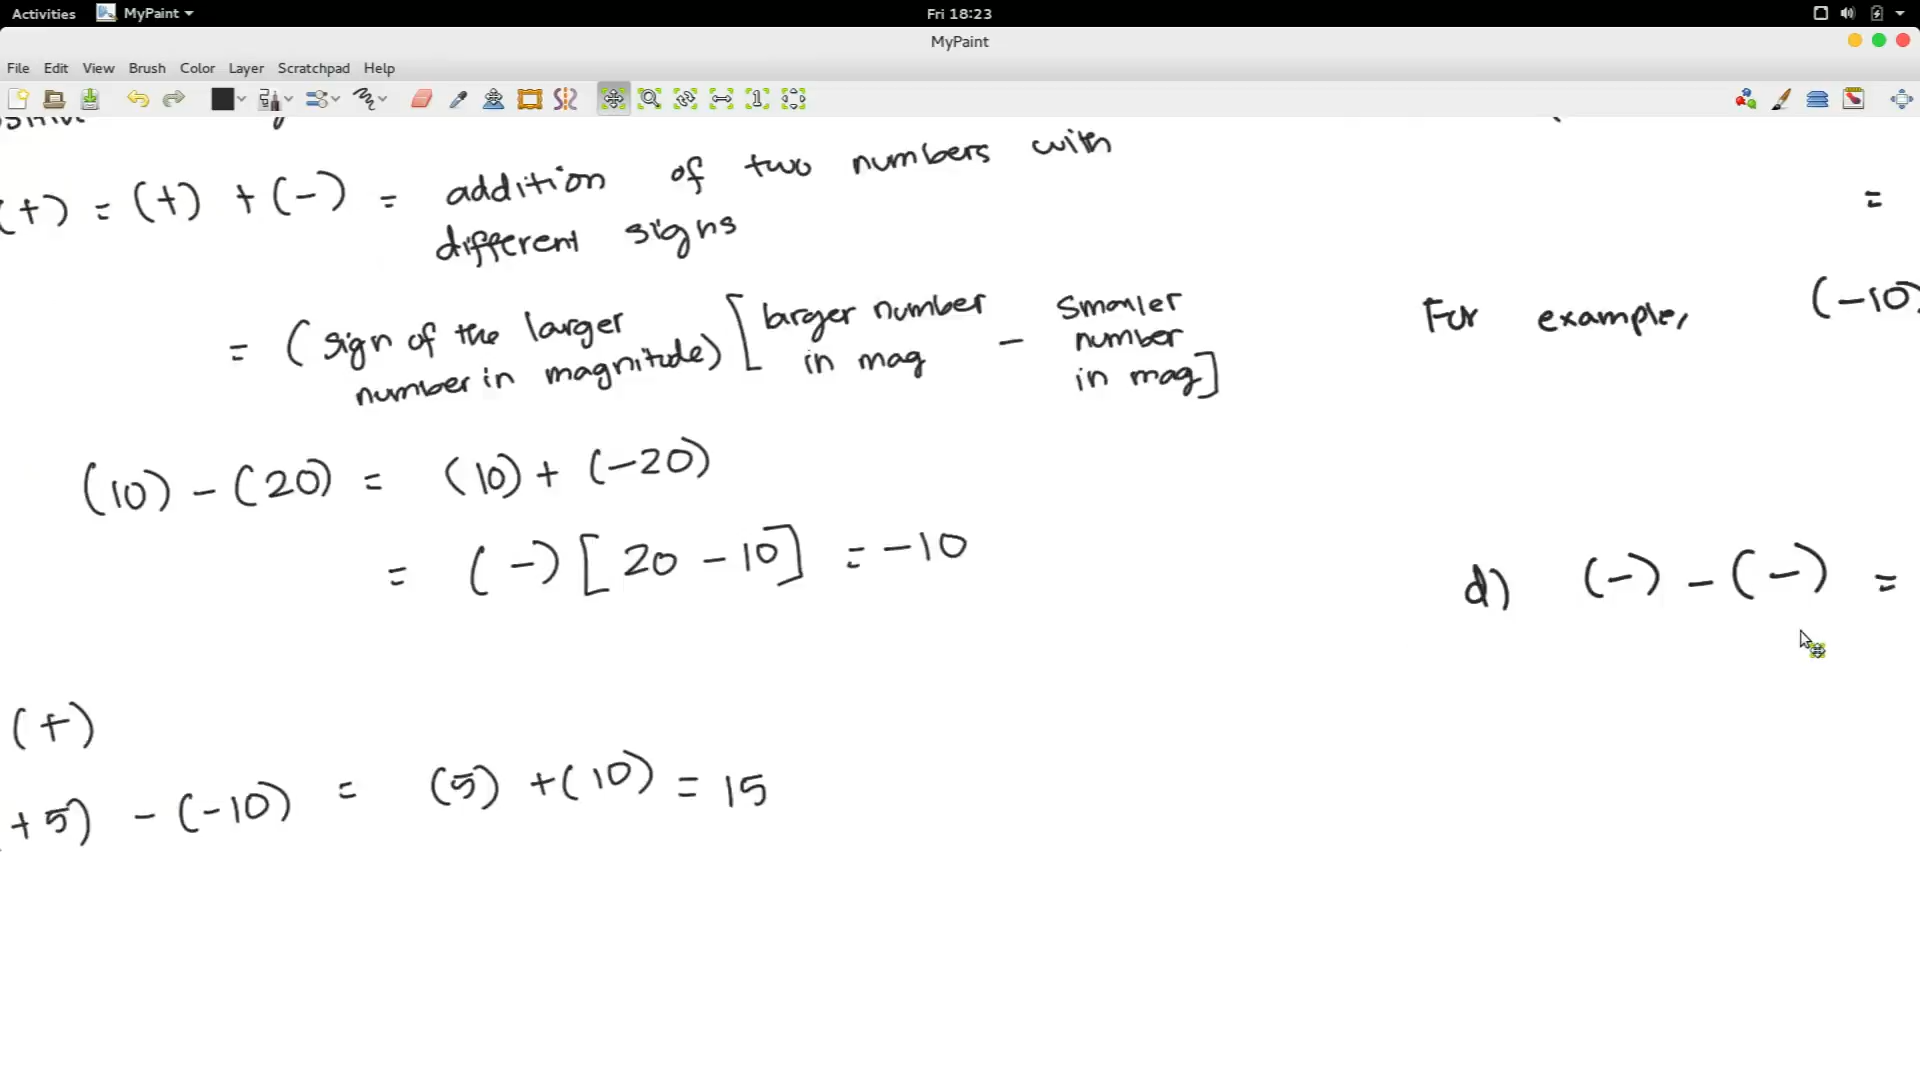 Activities MyPaint Fri 18:23
MyPaint
File Edit View Brush Color Layer Scratchpad Help
(+) = (+) + (-) = addition of two numbers with
different signs
=
= (sign of the larger number in magnitude) [larger number in mag - smaller number in mag]
For example, (-10)
(10) - (20) = (10) + (-20)
= (-) [20 - 10] = -10
d) (-) - (-) =
(+)
+5) - (-10) = (5) + (10) = 15